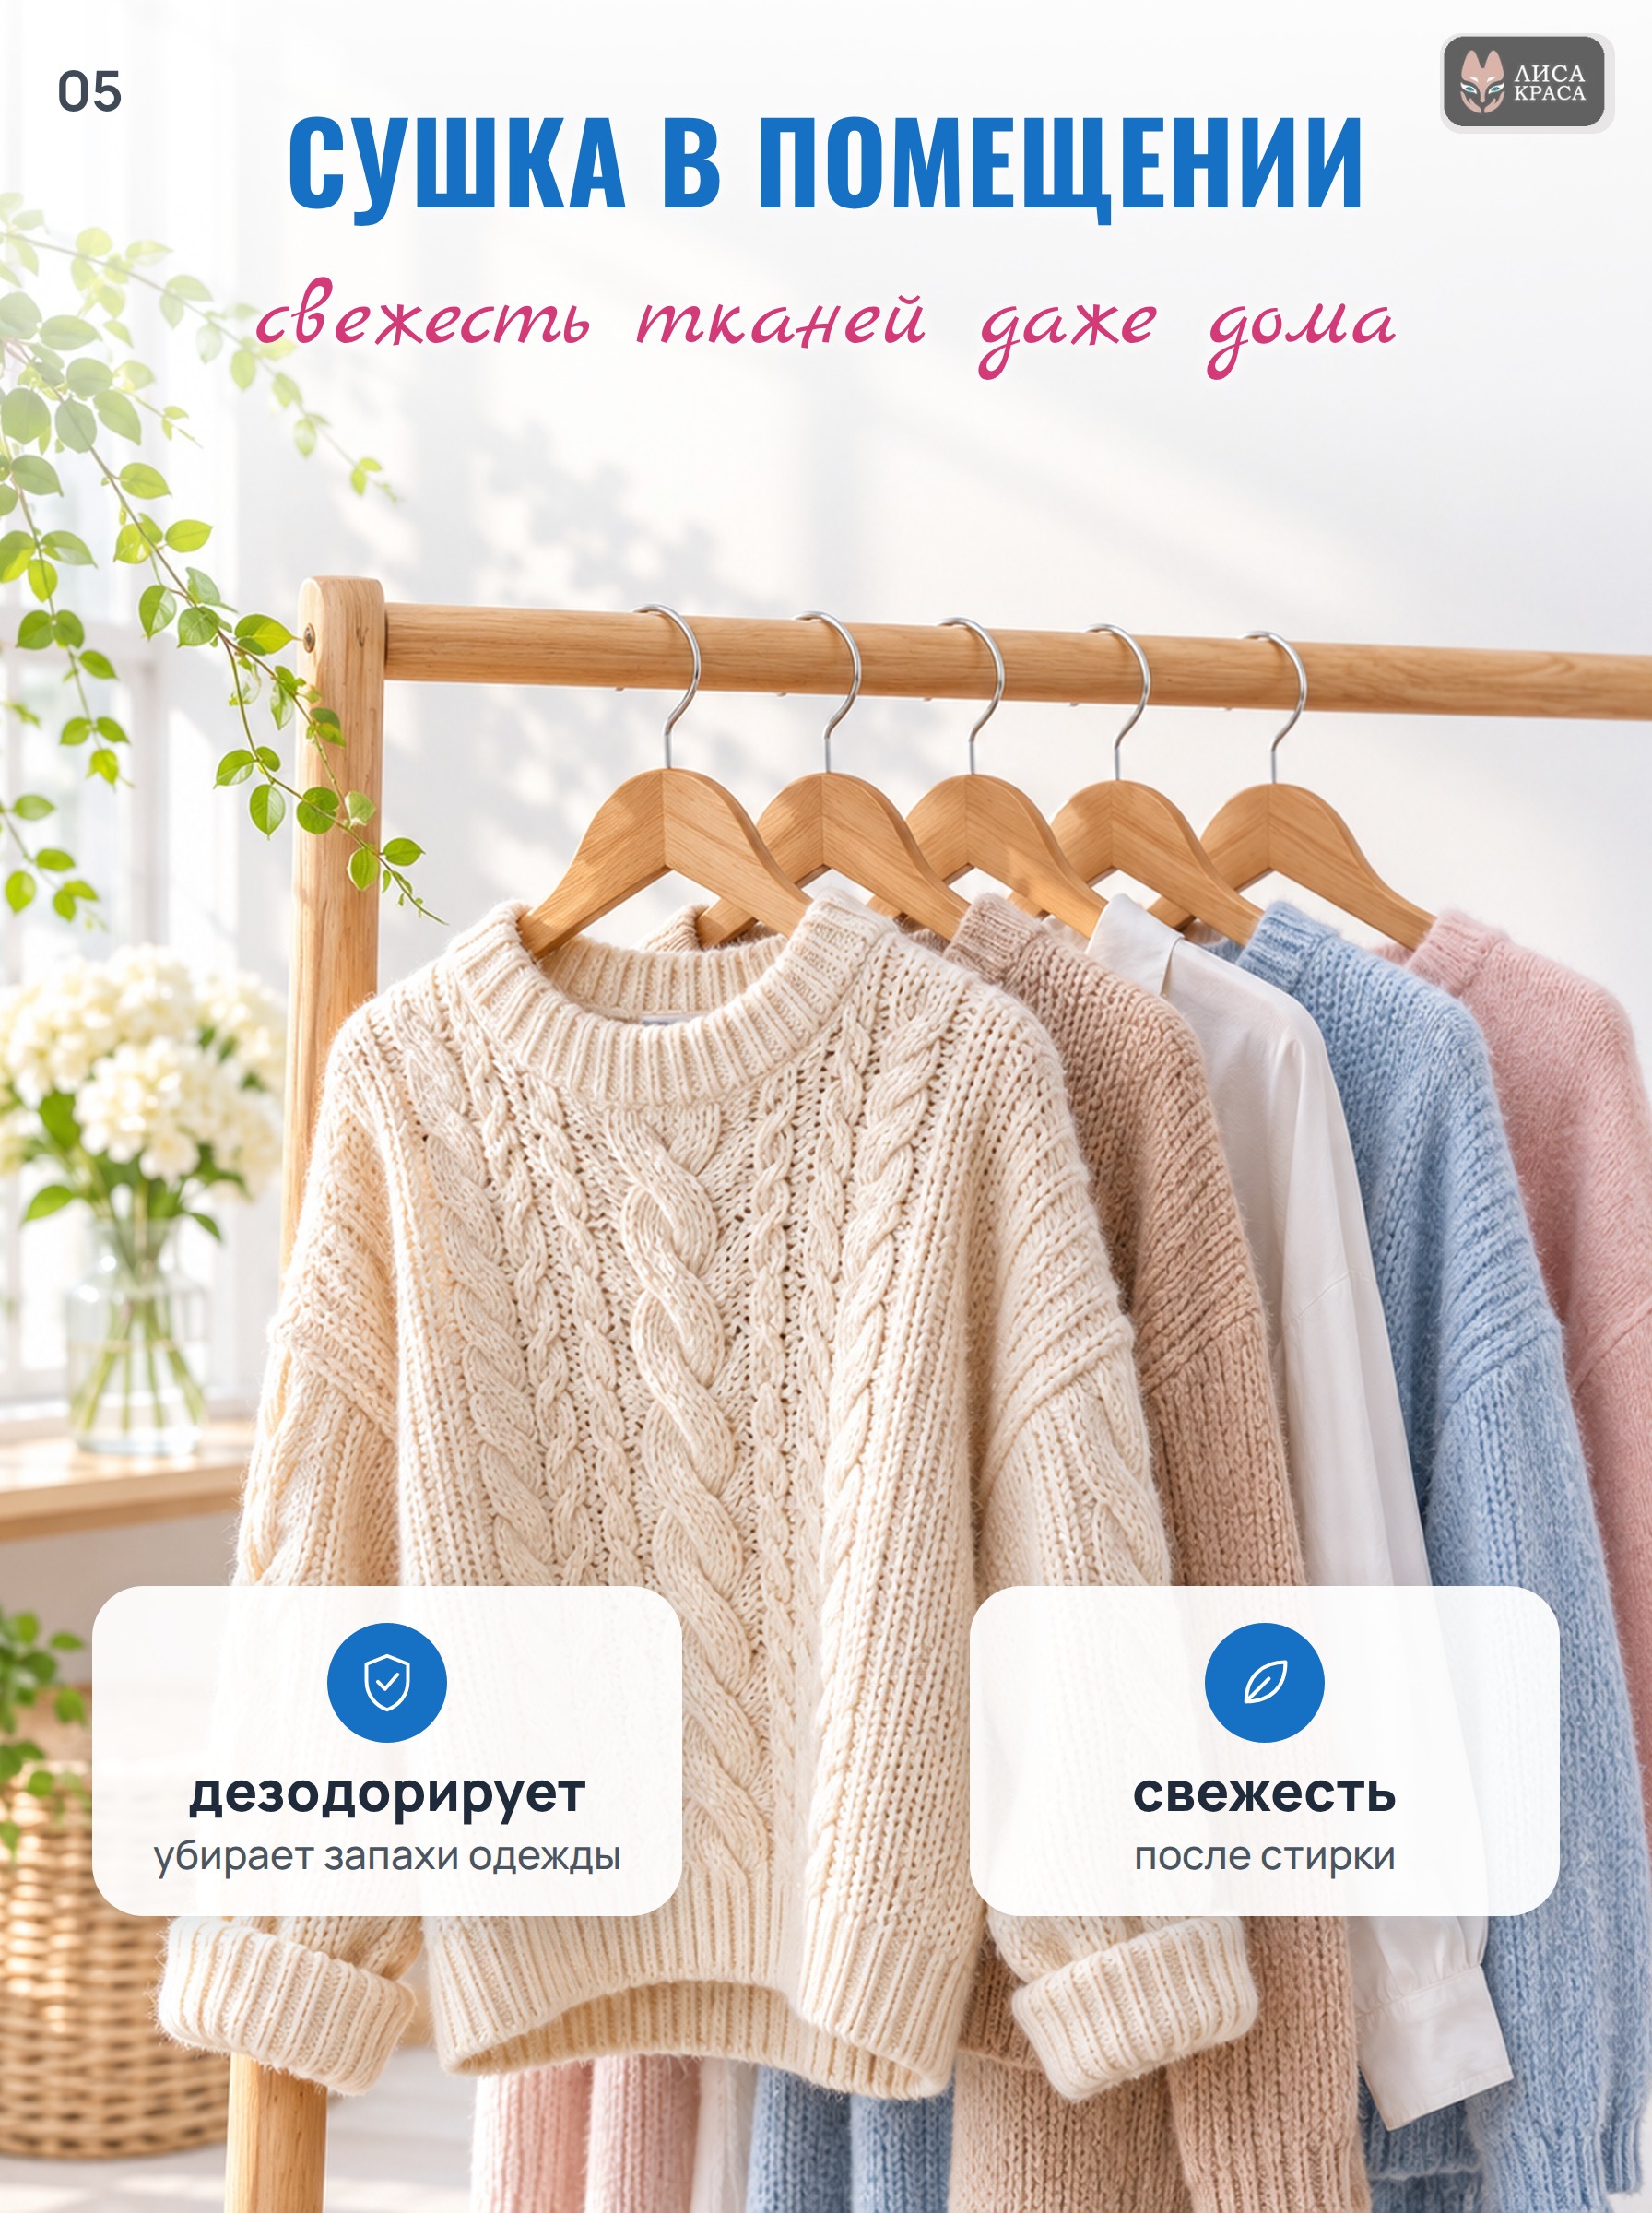 05
ЛИСА
КРАСА
СУШКА В ПОМЕЩЕНИИ
свежесть тканей даже дома
дезодорирует
убирает запахи одежды
свежесть
после стирки